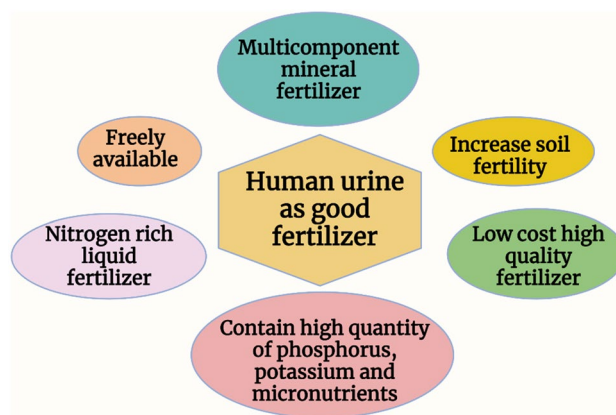 Multicomponent
mineral
fertilizer
Freely
available
Increase soil
fertility
Human urine
as good
fertilizer
Nitrogen rich
liquid
fertilizer
Low cost high
quality
fertilizer
Contain high quantity
of phosphorus,
potassium and
micronutrients